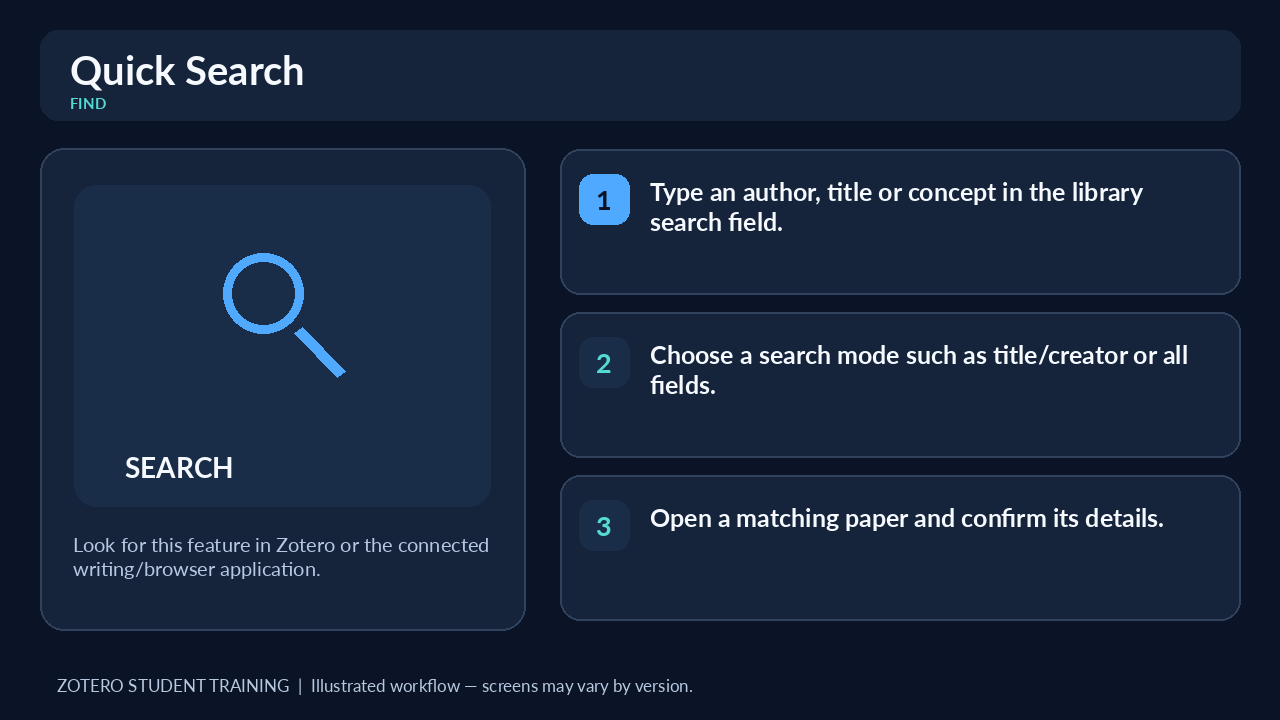 Quick Search
FIND
SEARCH
Look for this feature in Zotero or the connected
writing/browser application.
1
Type an author, title or concept in the library
search field.
2
Choose a search mode such as title/creator or all
fields.
3
Open a matching paper and confirm its details.
ZOTERO STUDENT TRAINING | Illustrated workflow — screens may vary by version.